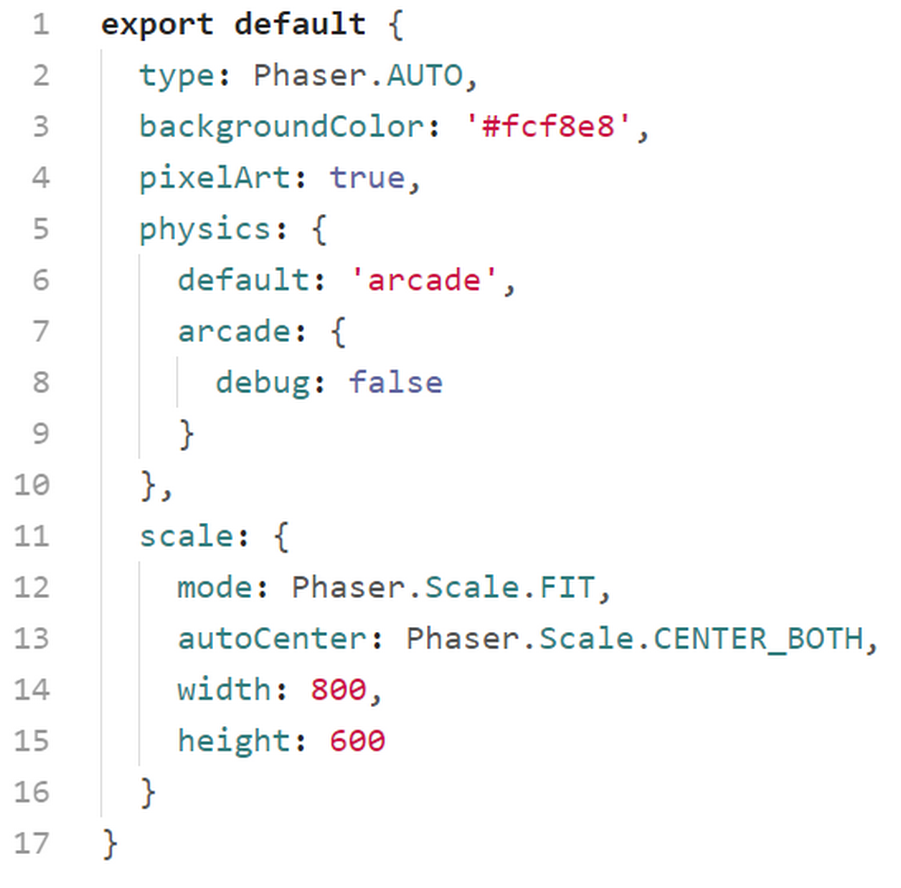 1 export default {
2 type: Phaser.AUTO,
3 backgroundColor: '#fcf8e8',
4 pixelArt: true,
5 physics: {
6 default: 'arcade',
7 arcade: {
8 debug: false
9 }
10 },
11 scale: {
12 mode: Phaser.Scale.FIT,
13 autoCenter: Phaser.Scale.CENTER_BOTH,
14 width: 800,
15 height: 600
16 }
17 }